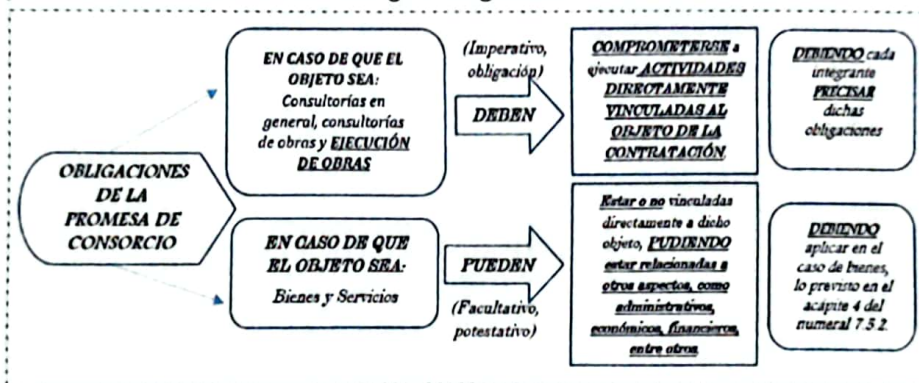 OBLIGACIONES
DE LA
PROMESA DE
CONSORCIO
EN CASO DE QUE EL
OBJETO SEA:
Consultorías en
general, consultorías
de obras y EJECUCIÓN
DE OBRAS
(Imperativo,
obligación)
DEBEN
COMPROMETERSE a
ejecutar ACTIVIDADES
DIRECTAMENTE
VINCULADAS AL
OBJETO DE LA
CONTRATACIÓN.
DEBIENDO cada
integrante
PRECISAR
dichas
obligaciones
EN CASO DE QUE
EL OBJETO SEA:
Bienes y Servicios
PUEDEN
(Facultativo,
potestativo)
Estar o no vinculadas
directamente a dicho
objeto, PUDIENDO
estar relacionadas a
otros aspectos, como
administrativos,
económicos, financieros,
entre otros.
DEBIENDO
aplicar en el
caso de bienes,
lo previsto en el
acápite 4 del
numeral 7.5.2.